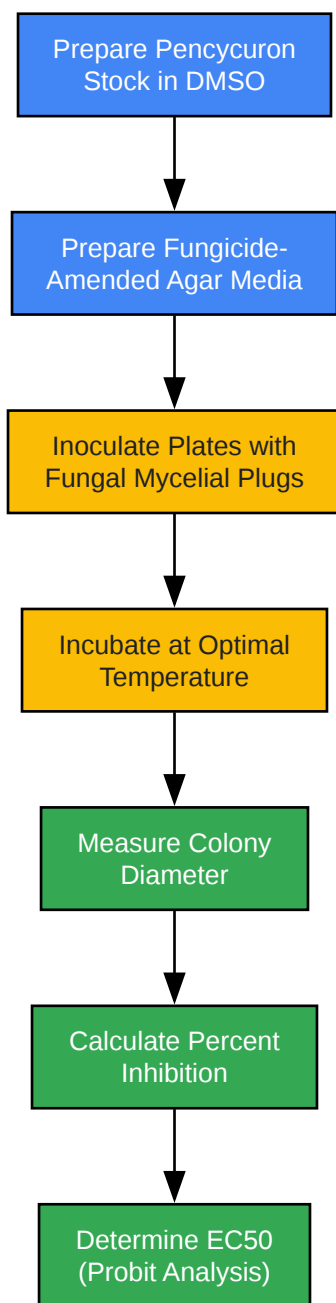 Prepare Pencycuron
Stock in DMSO
Prepare Fungicide-
Amended Agar Media
Inoculate Plates with
Fungal Mycelial Plugs
Incubate at Optimal
Temperature
Measure Colony
Diameter
Calculate Percent
Inhibition
Determine EC50
(Probit Analysis)